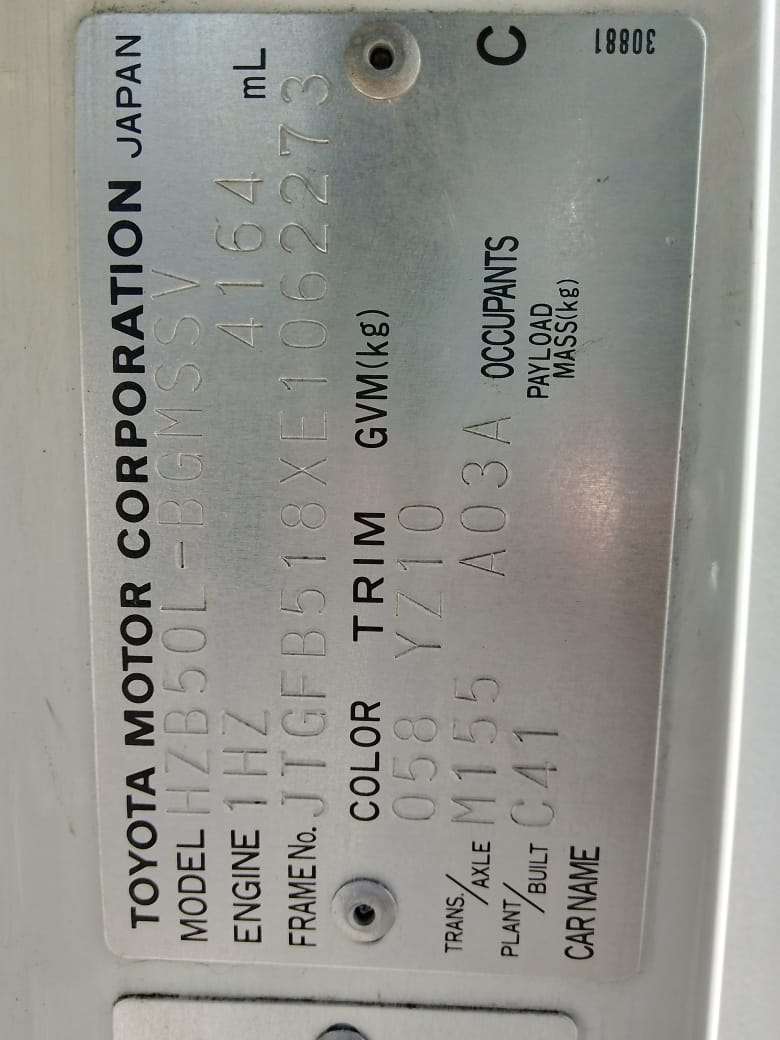 TOYOTA MOTOR CORPORATION JAPAN
MODEL HZB50L-BGMSSV
ENGINE 1HZ 4164 mL
FRAME No. JTGFB518XE1062273
COLOR TRIM GVM(kg)
058 YZ10
TRANS./AXLE M155 A03A OCCUPANTS C
PLANT/BUILT C41 PAYLOAD MASS(kg)
CAR NAME
30881